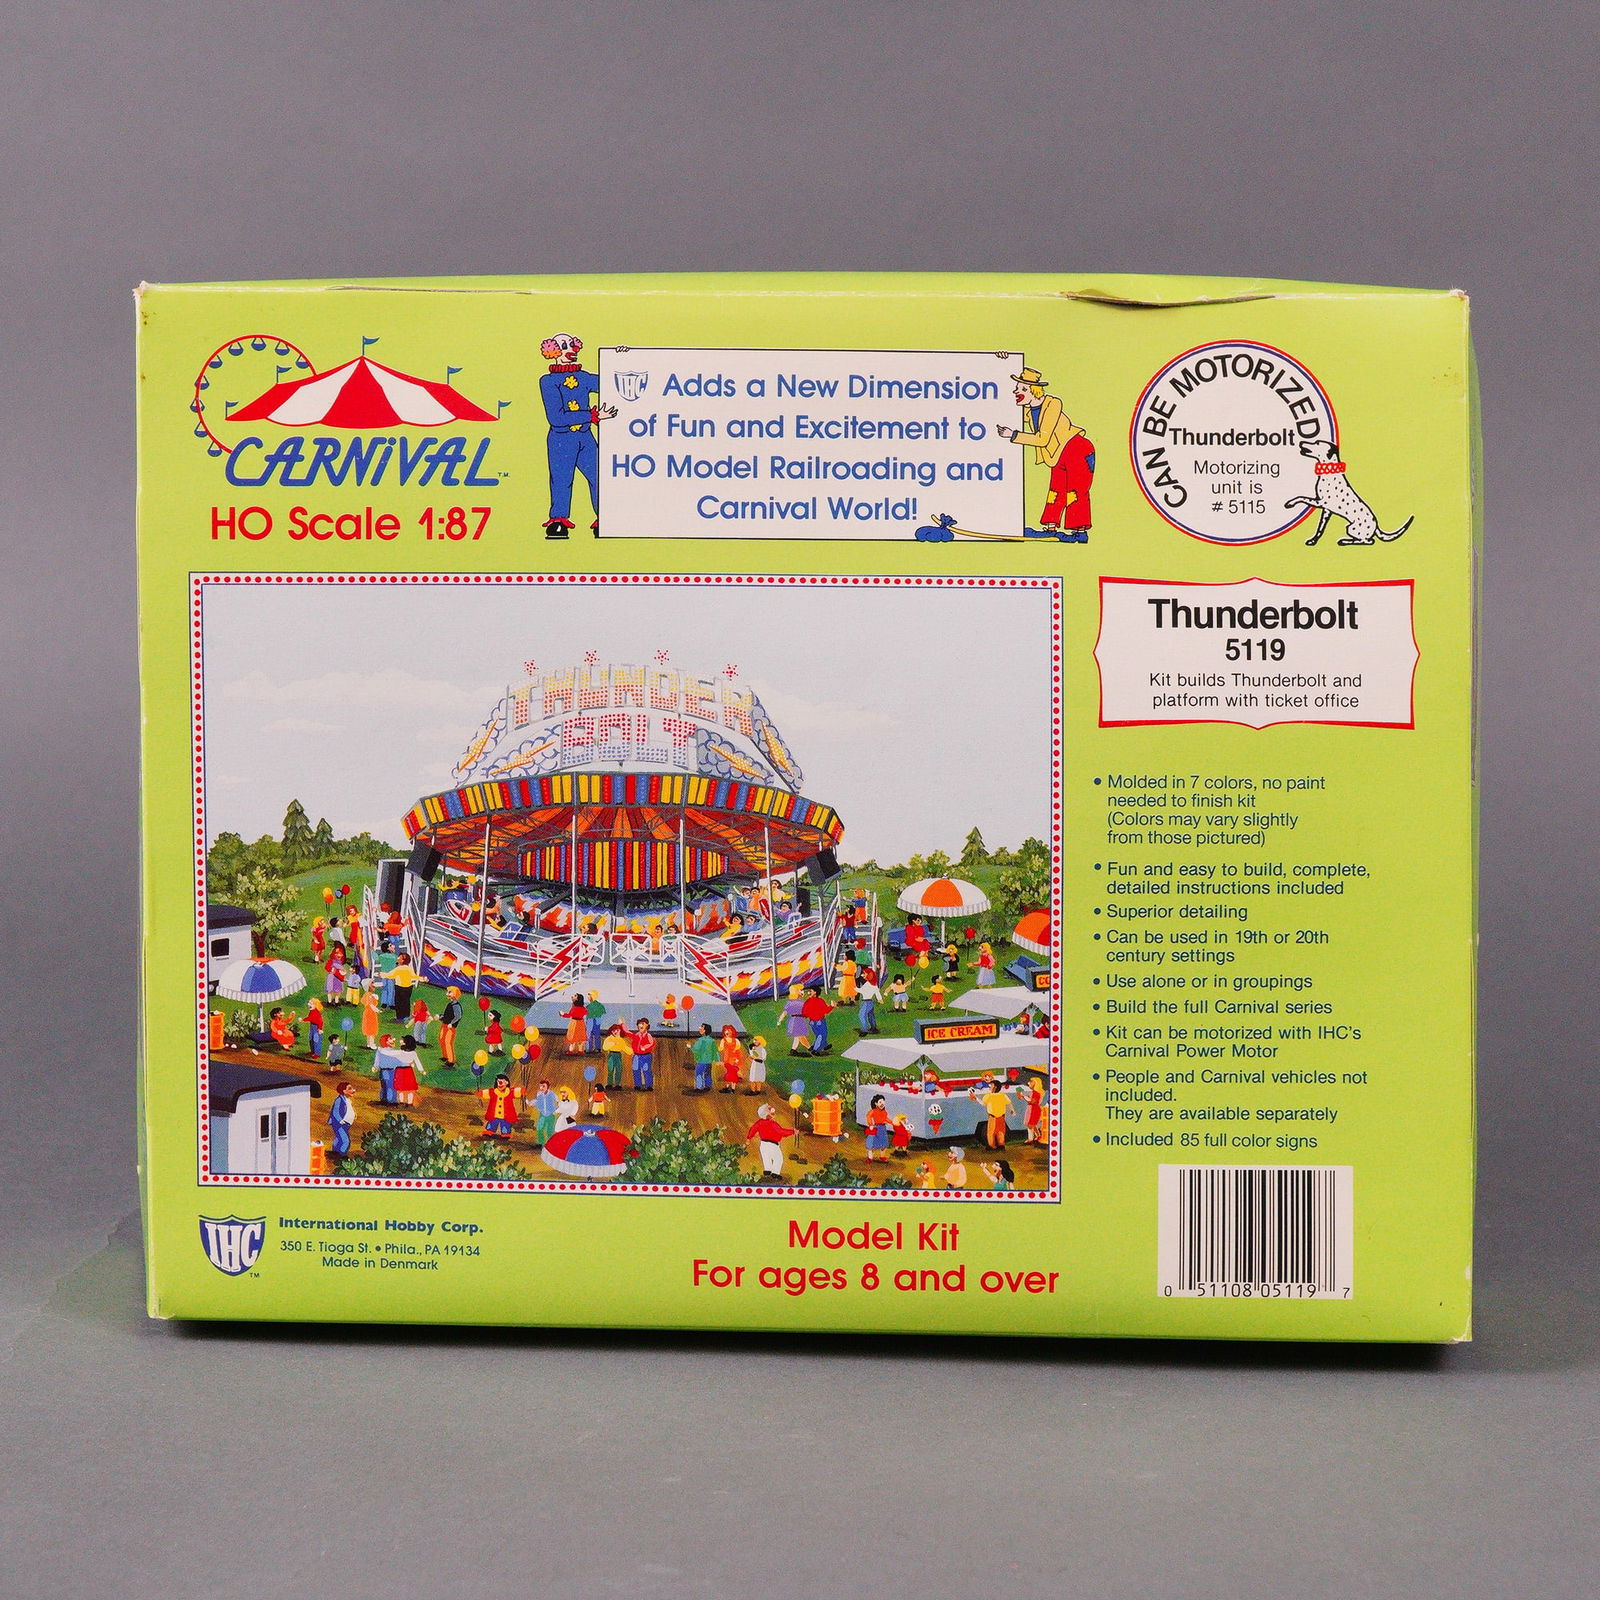 CARNiVAL™
HO Scale 1:87
IHC Adds a New Dimension
of Fun and Excitement to
HO Model Railroading and
Carnival World!
CAN BE MOTORIZED
Thunderbolt
Motorizing
unit is
# 5115
Thunderbolt
5119
Kit builds Thunderbolt and
platform with ticket office
THUNDER
BOLT
ICE CREAM
CO
• Molded in 7 colors, no paint
needed to finish kit
(Colors may vary slightly
from those pictured)
• Fun and easy to build, complete,
detailed instructions included
• Superior detailing
• Can be used in 19th or 20th
century settings
• Use alone or in groupings
• Build the full Carnival series
• Kit can be motorized with IHC's
Carnival Power Motor
• People and Carnival vehicles not
included.
They are available separately
• Included 85 full color signs
IHC™
International Hobby Corp.
350 E. Tioga St. • Phila., PA 19134
Made in Denmark
Model Kit
For ages 8 and over
0 51108 05119 7